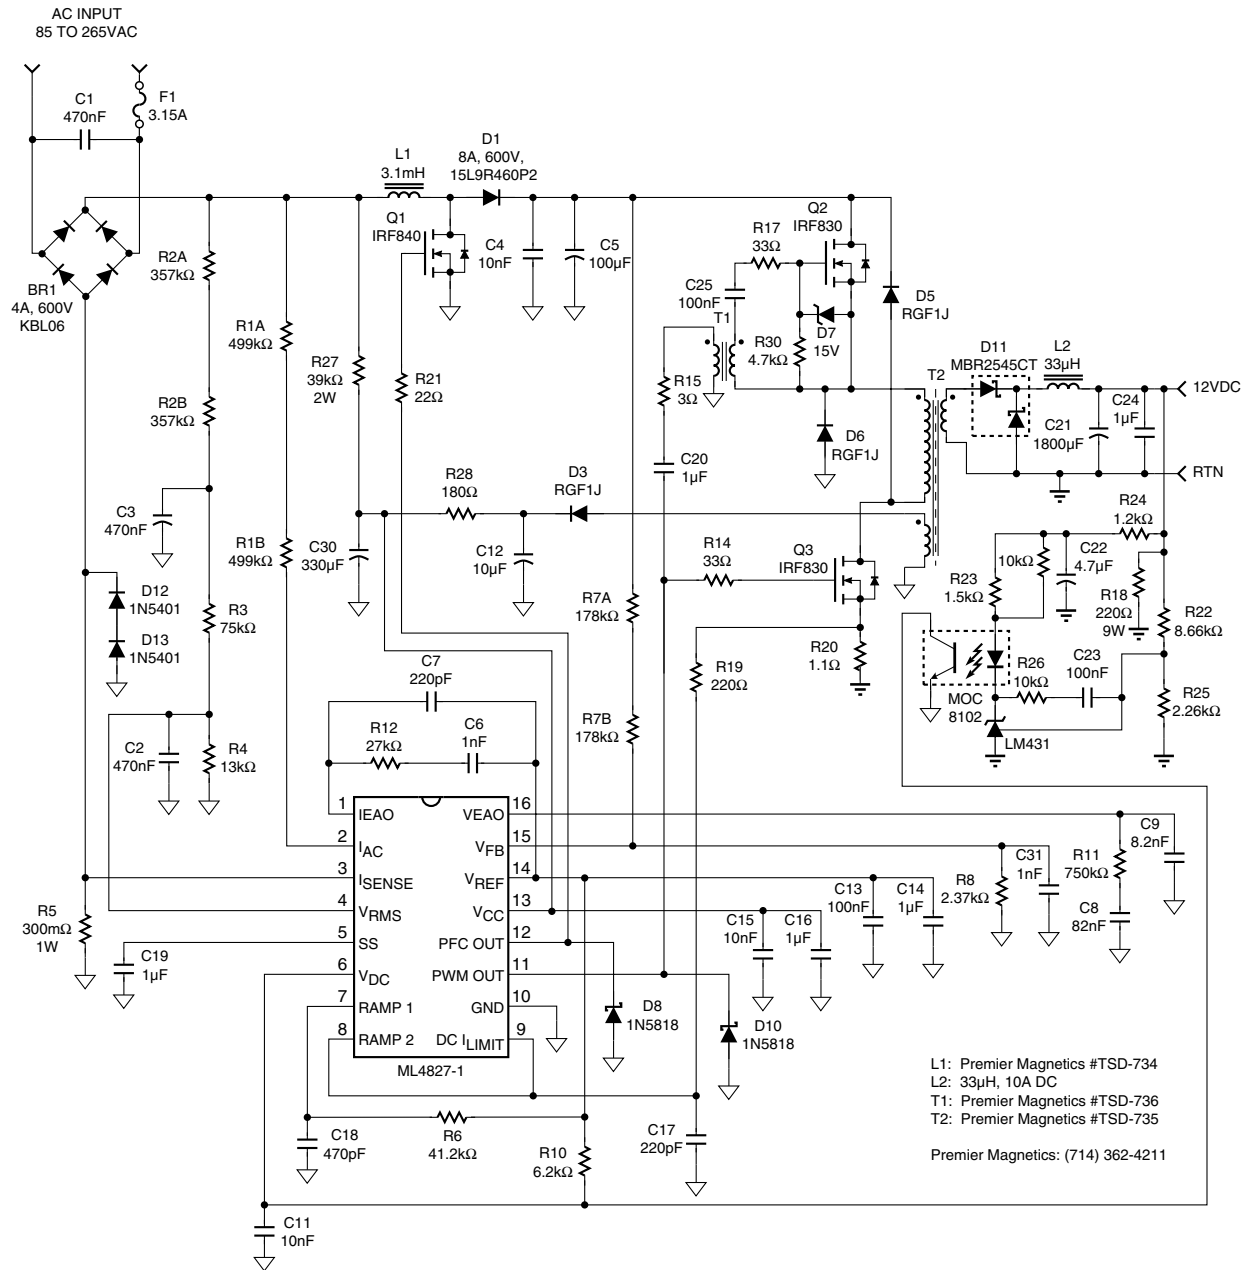 AC INPUT
85 TO 265VAC
C1
470nF
F1
3.15A
BR1
4A, 600V
KBL06
R2A
357kΩ
R2B
357kΩ
R1A
499kΩ
R1B
499kΩ
R27
39kΩ
2W
L1
3.1mH
D1
8A, 600V,
15L9R460P2
Q1
IRF840
C4
10nF
C5
100µF
R21
22Ω
R17
33Ω
Q2
IRF830
C25
100nF
T1
D7
15V
R30
4.7kΩ
R15
3Ω
C20
1µF
D5
RGF1J
D6
RGF1J
T2
D11
MBR2545CT
L2
33µH
C21
1800µF
C24
1µF
12VDC
RTN
C3
470nF
D12
1N5401
D13
1N5401
R3
75kΩ
C30
330µF
R28
180Ω
C12
10µF
D3
RGF1J
R14
33Ω
Q3
IRF830
R7A
178kΩ
R7B
178kΩ
R19
220Ω
R20
1.1Ω
R24
1.2kΩ
10kΩ
C22
4.7µF
R23
1.5kΩ
R18
220Ω
9W
R22
8.66kΩ
R26
10kΩ
C23
100nF
R25
2.26kΩ
MOC
8102
LM431
C7
220pF
R12
27kΩ
C6
1nF
C2
470nF
R4
13kΩ
R5
300mΩ
1W
C19
1µF
1 IEAO
2 IAC
3 ISENSE
4 VRMS
5 SS
6 VDC
7 RAMP 1
8 RAMP 2
VEAO 16
VFB 15
VREF 14
VCC 13
PFC OUT 12
PWM OUT 11
GND 10
DC ILIMIT 9
ML4827-1
C15
10nF
C16
1µF
C13
100nF
C14
1µF
R8
2.37kΩ
C31
1nF
R11
750kΩ
C8
82nF
C9
8.2nF
D8
1N5818
D10
1N5818
C18
470pF
R6
41.2kΩ
R10
6.2kΩ
C17
220pF
C11
10nF
L1: Premier Magnetics #TSD-734
L2: 33µH, 10A DC
T1: Premier Magnetics #TSD-736
T2: Premier Magnetics #TSD-735
Premier Magnetics: (714) 362-4211